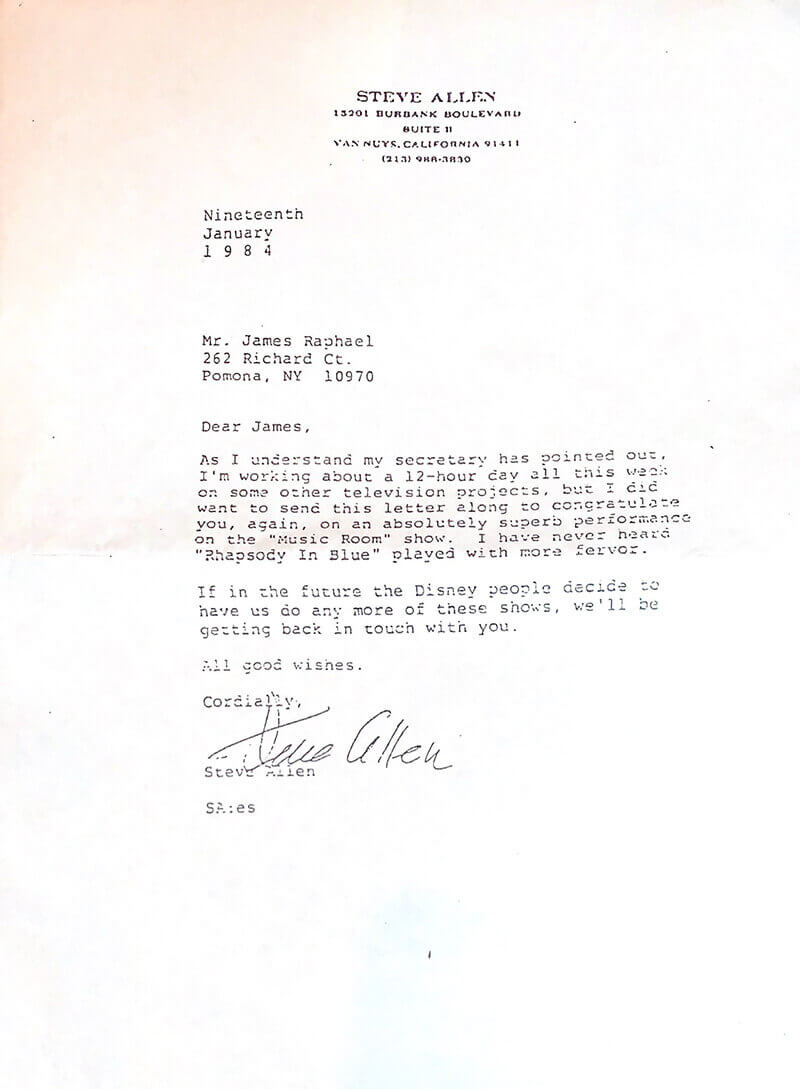 STEVE ALLEN
15201 BURBANK BOULEVARD
SUITE 11
VAN NUYS, CALIFORNIA 91411
(213) 988-3830
Nineteenth
January
1 9 8 4
Mr. James Raphael
262 Richard Ct.
Pomona, NY 10970
Dear James,
As I understand my secretary has pointed out,
I'm working about a 12-hour day all this week
on some other television projects, but I did
want to send this letter along to congratulate
you, again, on an absolutely superb performance
on the "Music Room" show. I have never heard
"Rhapsody In Blue" played with more fervor.
If in the future the Disney people decide to
have us do any more of these shows, we'll be
getting back in touch with you.
All good wishes.
Cordially,
Steve Allen
Steve Allen
SA:es